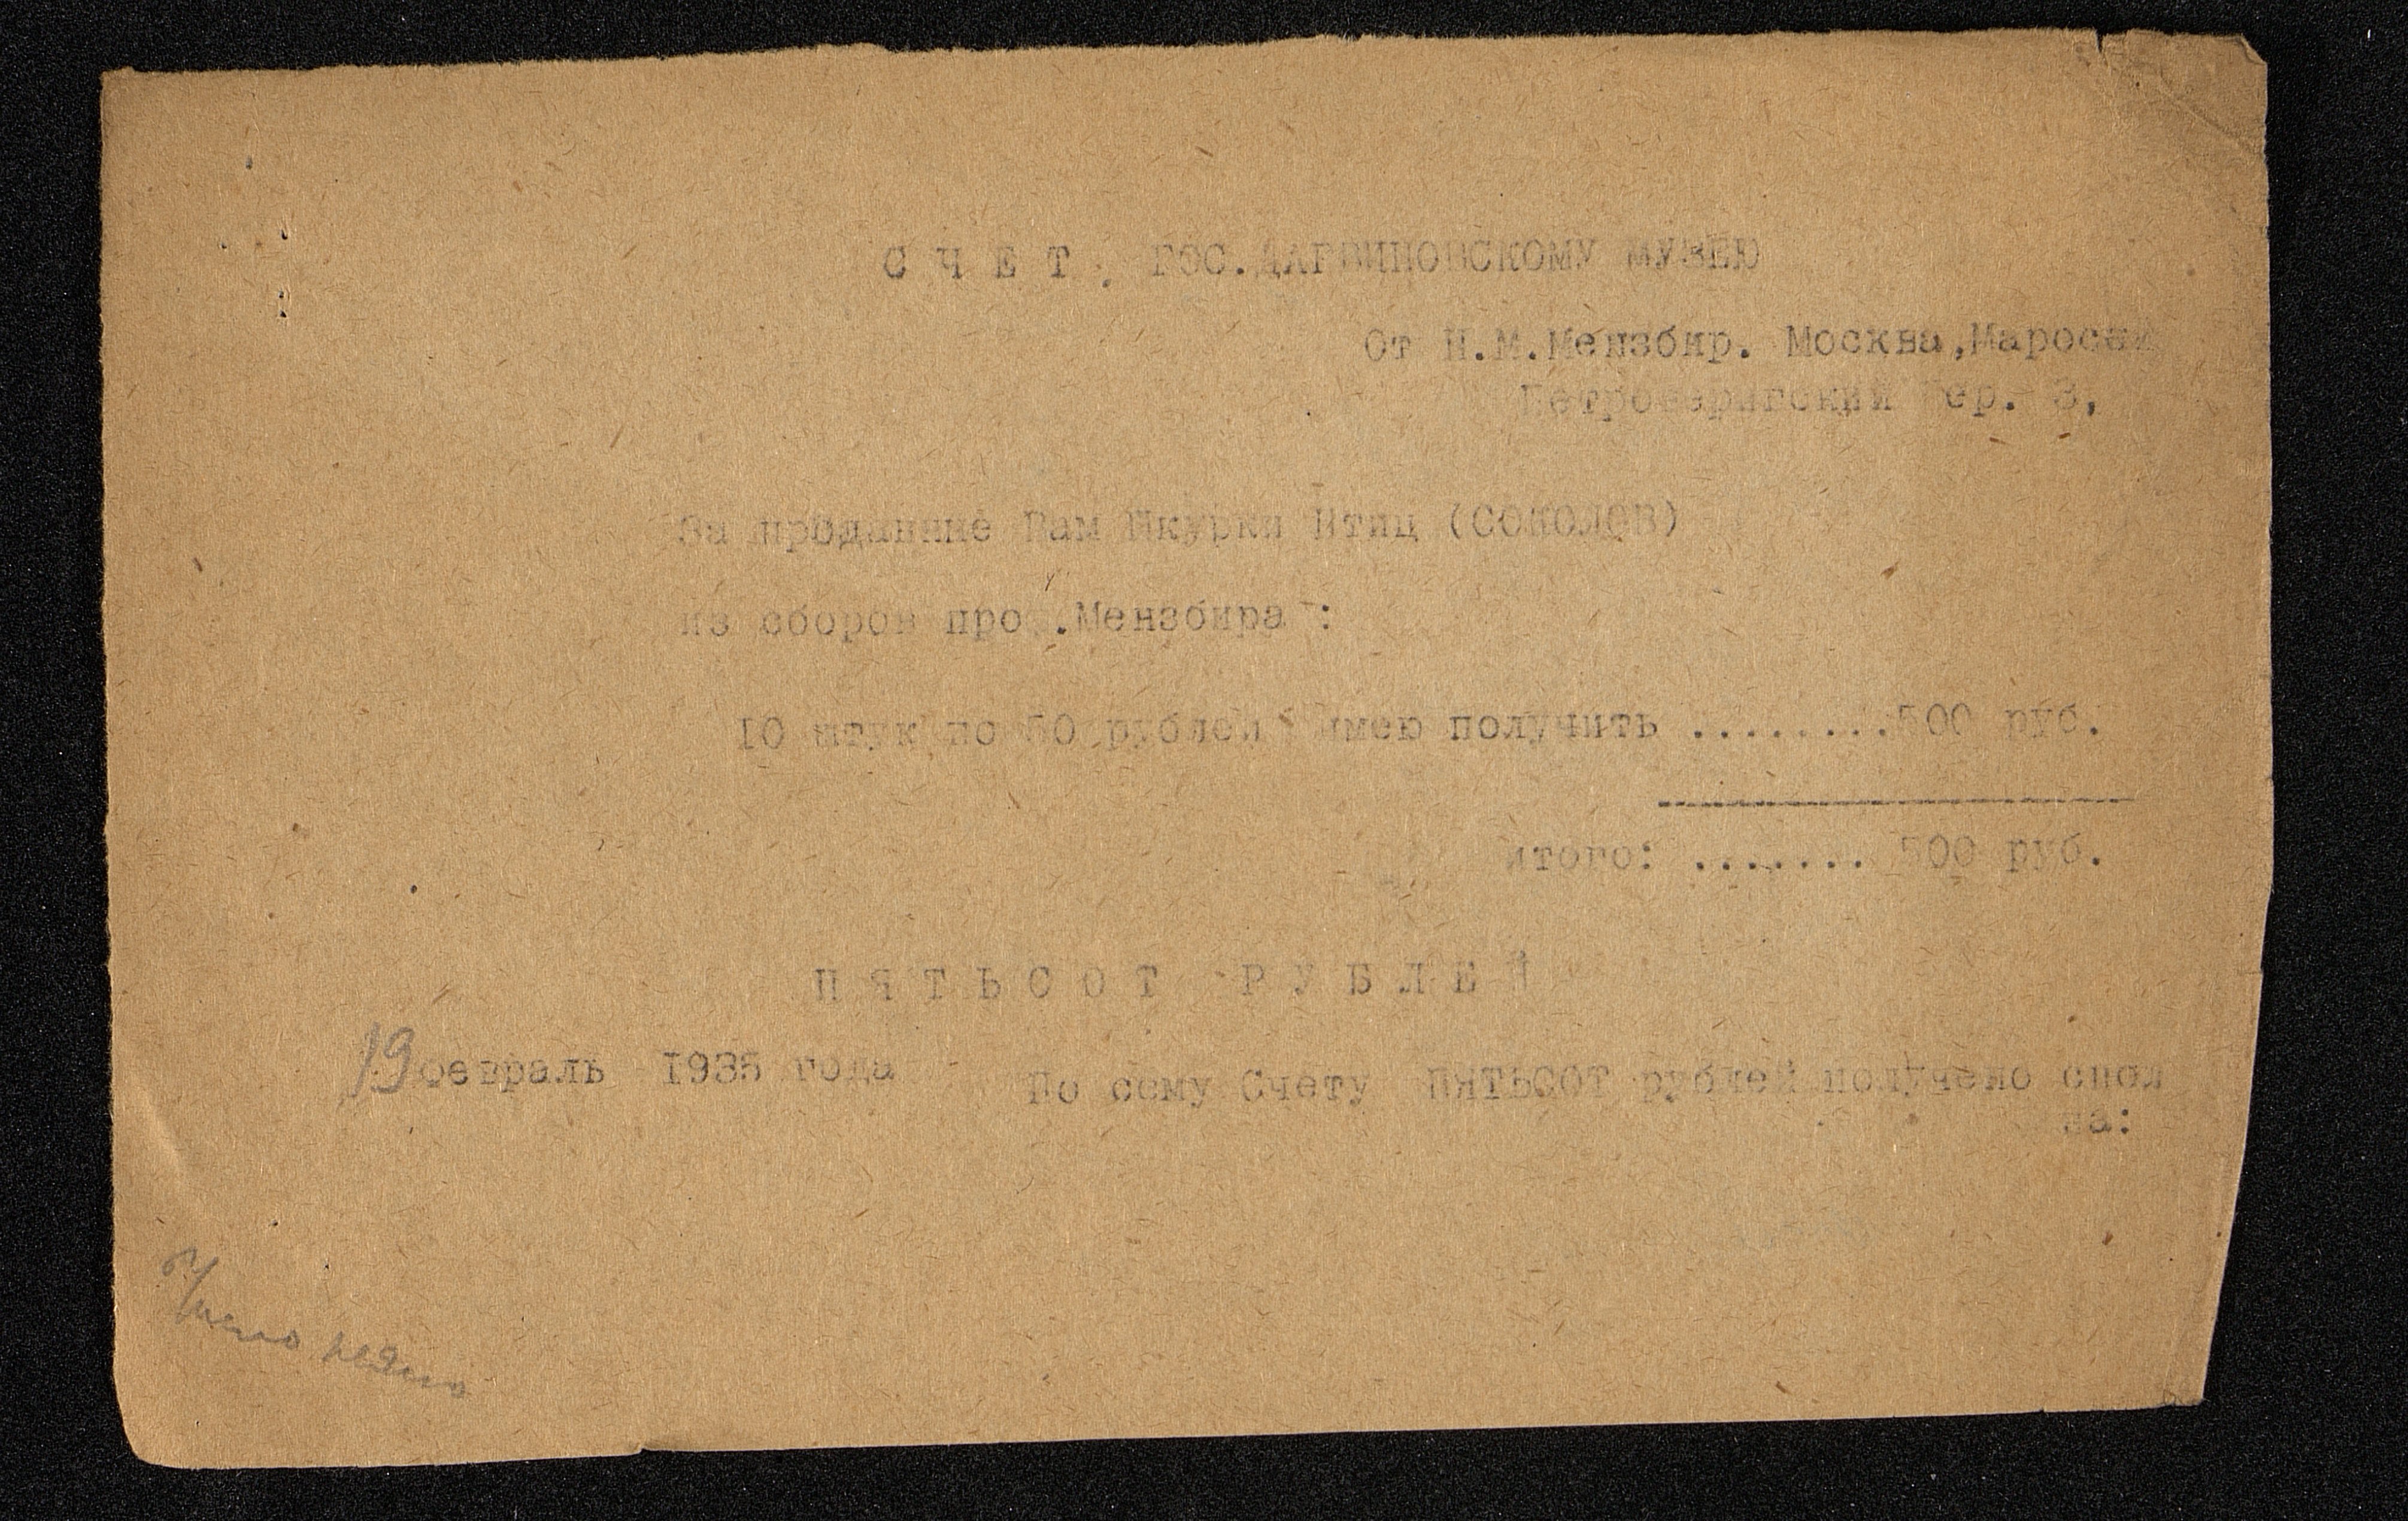 С Ч Е Т . ГОС.ДАРВИНОВСКОМУ МУЗЕЮ
От Н.М.Мензбир. Москва,Маросей
Петроверигский пер. 3,
За проданные Вам Шкурки Птиц (СОКОЛОВ)
из сборов проф.Мензбира :
10 штук по 50 рублей имею получить ........500 руб.
итого: ....... 500 руб.
П Я Т Ь С О Т Р У Б Л Е Й
19 февраль 1935 года
По сему Счету ПЯТЬСОТ рублей получено спол
на: